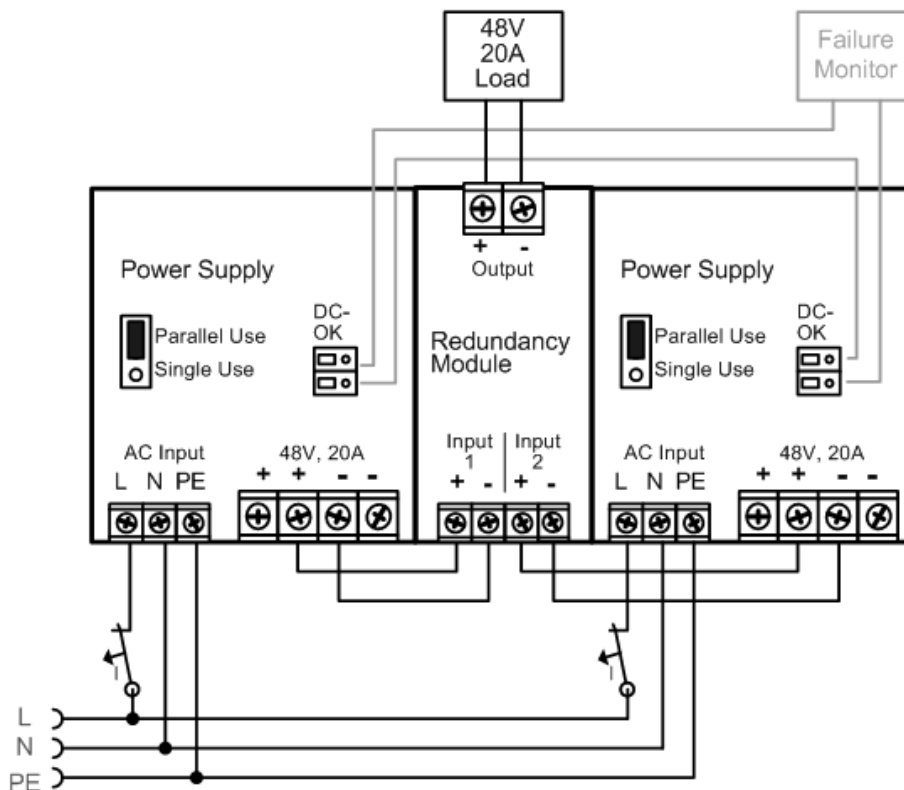 48V
20A
Load
Failure
Monitor
+ -
Output
Power Supply
DC-
OK
Parallel Use
Single Use
Redundancy
Module
Power Supply
DC-
OK
Parallel Use
Single Use
AC Input
L N PE
48V, 20A
+ + - -
Input
1
Input
2
+ - + -
AC Input
L N PE
48V, 20A
+ + - -
I
I
L
N
PE